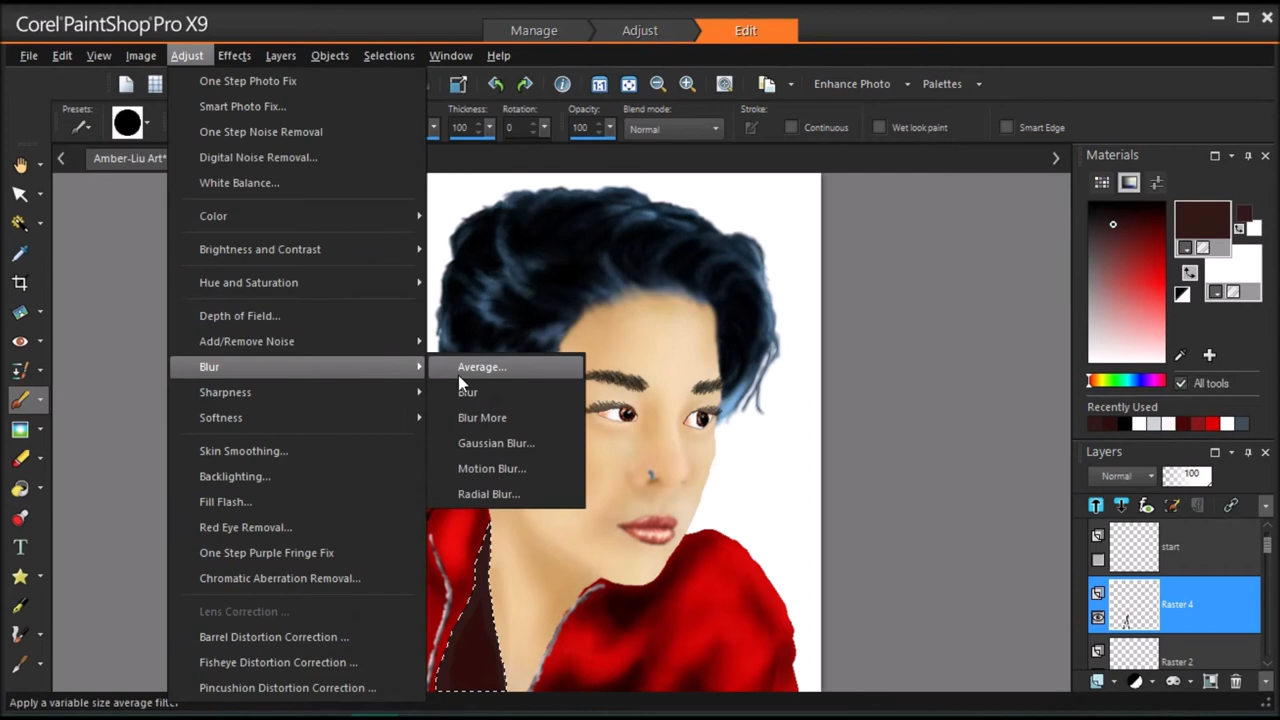 Corel PaintShop Pro X9
Manage Adjust Edit
File Edit View Image Adjust Effects Layers Objects Selections Window Help
Enhance Photo Palettes
Presets: Thickness: Rotation: Opacity: Blend mode: Stroke:
100 0 100 Normal Continuous Wet look paint Smart Edge
Amber-Liu Art*
One Step Photo Fix
Smart Photo Fix...
One Step Noise Removal
Digital Noise Removal...
White Balance...
Color
Brightness and Contrast
Hue and Saturation
Depth of Field...
Add/Remove Noise
Blur
Sharpness
Softness
Skin Smoothing...
Backlighting...
Fill Flash...
Red Eye Removal...
One Step Purple Fringe Fix
Chromatic Aberration Removal...
Lens Correction ...
Barrel Distortion Correction ...
Fisheye Distortion Correction ...
Pincushion Distortion Correction ...
Average...
Blur
Blur More
Gaussian Blur...
Motion Blur...
Radial Blur...
Materials
All tools
Recently Used
Layers
Normal 100
start
Raster 4
Raster 2
Apply a variable size average filter